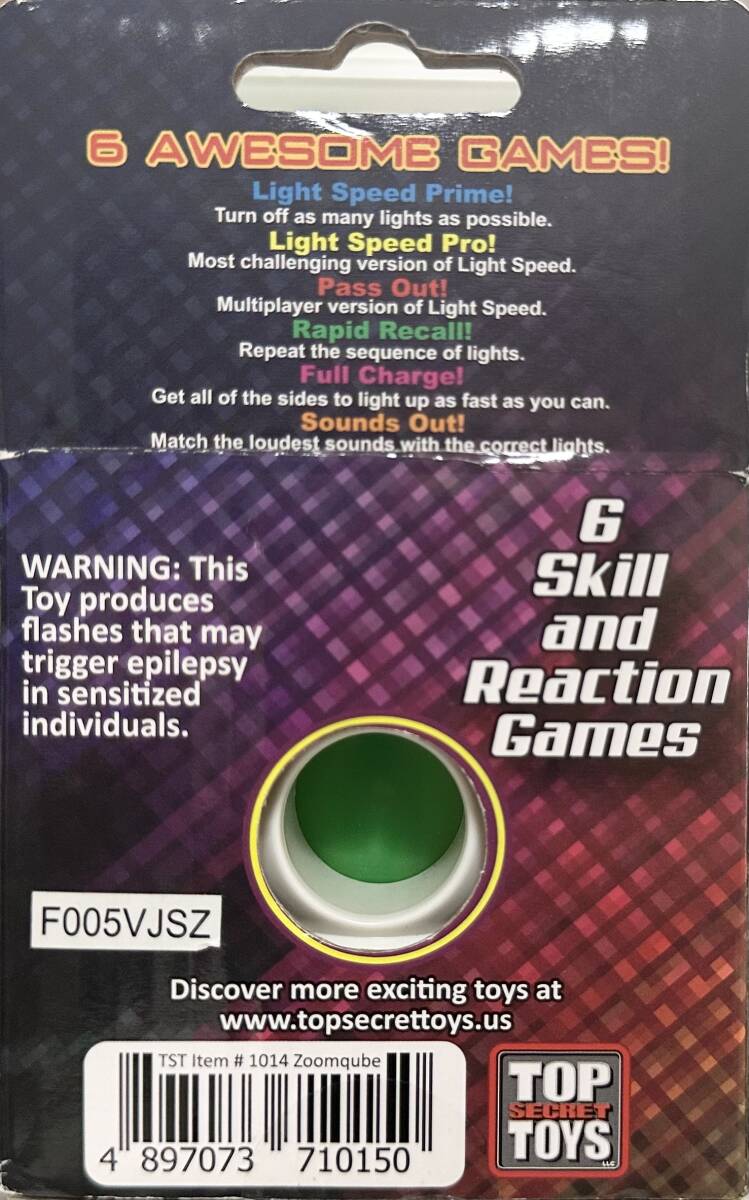 6 AWESOME GAMES!
Light Speed Prime!
Turn off as many lights as possible.
Light Speed Pro!
Most challenging version of Light Speed.
Pass Out!
Multiplayer version of Light Speed.
Rapid Recall!
Repeat the sequence of lights.
Full Charge!
Get all of the sides to light up as fast as you can.
Sounds Out!
Match the loudest sounds with the correct lights.
WARNING: This
Toy produces
flashes that may
trigger epilepsy
in sensitized
individuals.
6
Skill
and
Reaction
Games
F005VJSZ
Discover more exciting toys at
www.topsecrettoys.us
TST Item # 1014 Zoomqube
4 897073 710150
TOP
SECRET
TOYS
LLC